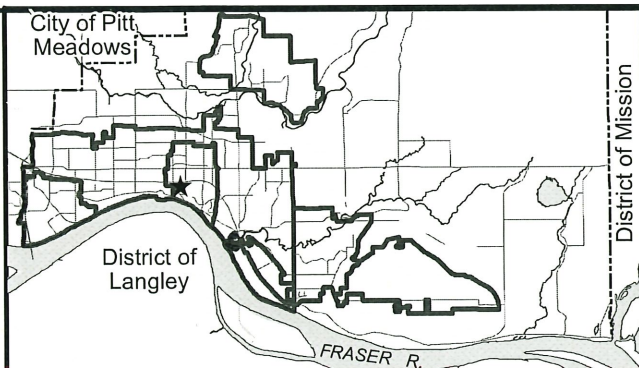 City of Pitt
Meadows
District of Mission
District of
Langley
FRASER R.